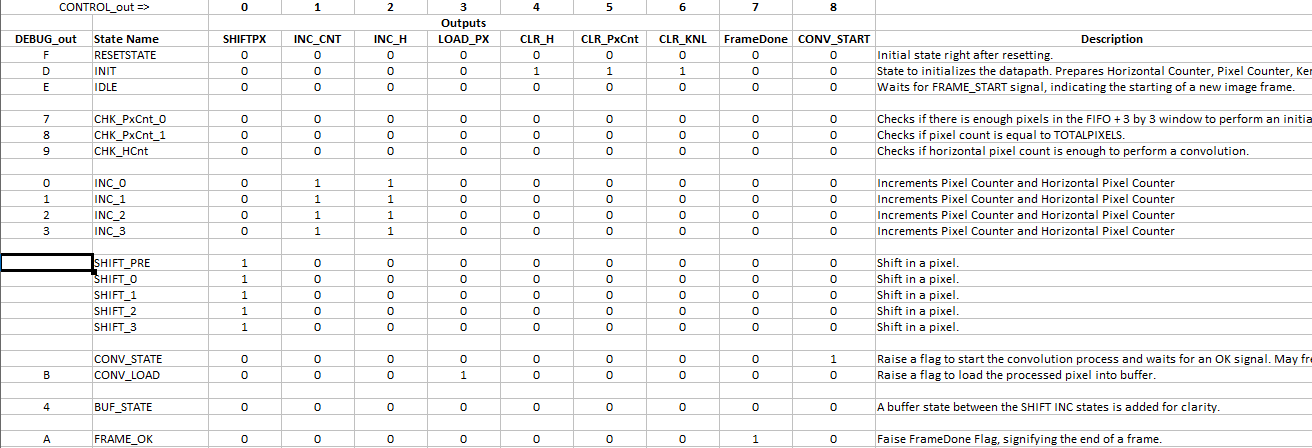 CONTROL_out => 0 1 2 3 4 5 6 7 8
Outputs
DEBUG_out State Name SHIFTPX INC_CNT INC_H LOAD_PX CLR_H CLR_PxCnt CLR_KNL FrameDone CONV_START Description
F RESETSTATE 0 0 0 0 0 0 0 0 0 Initial state right after resetting.
D INIT 0 0 0 0 1 1 1 0 0 State to initializes the datapath. Prepares Horizontal Counter, Pixel Counter, Ker
E IDLE 0 0 0 0 0 0 0 0 0 Waits for FRAME_START signal, indicating the starting of a new image frame.
7 CHK_PxCnt_0 0 0 0 0 0 0 0 0 0 Checks if there is enough pixels in the FIFO + 3 by 3 window to perform an initia
8 CHK_PxCnt_1 0 0 0 0 0 0 0 0 0 Checks if pixel count is equal to TOTALPIXELS.
9 CHK_HCnt 0 0 0 0 0 0 0 0 0 Checks if horizontal pixel count is enough to perform a convolution.
0 INC_0 0 1 1 0 0 0 0 0 0 Increments Pixel Counter and Horizontal Pixel Counter
1 INC_1 0 1 1 0 0 0 0 0 0 Increments Pixel Counter and Horizontal Pixel Counter
2 INC_2 0 1 1 0 0 0 0 0 0 Increments Pixel Counter and Horizontal Pixel Counter
3 INC_3 0 1 1 0 0 0 0 0 0 Increments Pixel Counter and Horizontal Pixel Counter
SHIFT_PRE 1 0 0 0 0 0 0 0 0 Shift in a pixel.
SHIFT_0 1 0 0 0 0 0 0 0 0 Shift in a pixel.
SHIFT_1 1 0 0 0 0 0 0 0 0 Shift in a pixel.
SHIFT_2 1 0 0 0 0 0 0 0 0 Shift in a pixel.
SHIFT_3 1 0 0 0 0 0 0 0 0 Shift in a pixel.
CONV_STATE 0 0 0 0 0 0 0 0 1 Raise a flag to start the convolution process and waits for an OK signal. May fre
B CONV_LOAD 0 0 0 1 0 0 0 0 0 Raise a flag to load the processed pixel into buffer.
4 BUF_STATE 0 0 0 0 0 0 0 0 0 A buffer state between the SHIFT INC states is added for clarity.
A FRAME_OK 0 0 0 0 0 0 0 1 0 Faise FrameDone Flag, signifying the end of a frame.